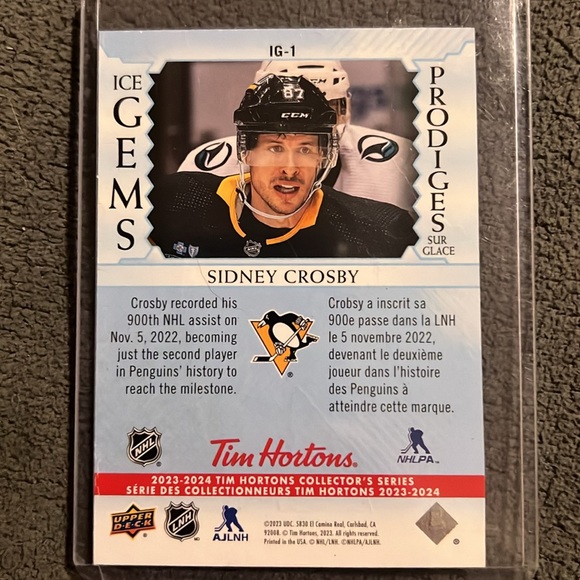 IG-1
ICE
GEMS
PRODIGES
SUR
GLACE
87
CCM
SIDNEY CROSBY
Crosby recorded his
900th NHL assist on
Nov. 5, 2022, becoming
just the second player
in Penguins' history to
reach the milestone.
Crobsy a inscrit sa
900e passe dans la LNH
le 5 novembre 2022,
devenant le deuxième
joueur dans l'histoire
des Penguins à
atteindre cette marque.
NHL
Tim Hortons®
NHLPA
2023-2024 TIM HORTONS COLLECTOR'S SERIES
SÉRIE DES COLLECTIONNEURS TIM HORTONS 2023-2024
UPPER DECK
LNH
AJLNH
©2023 UDC. 5830 El Camino Real, Carlsbad, CA
92008. © Tim Hortons, 2023. All rights reserved.
Printed in the USA. © NHL/LNH. ©NHLPA/AJLNH.